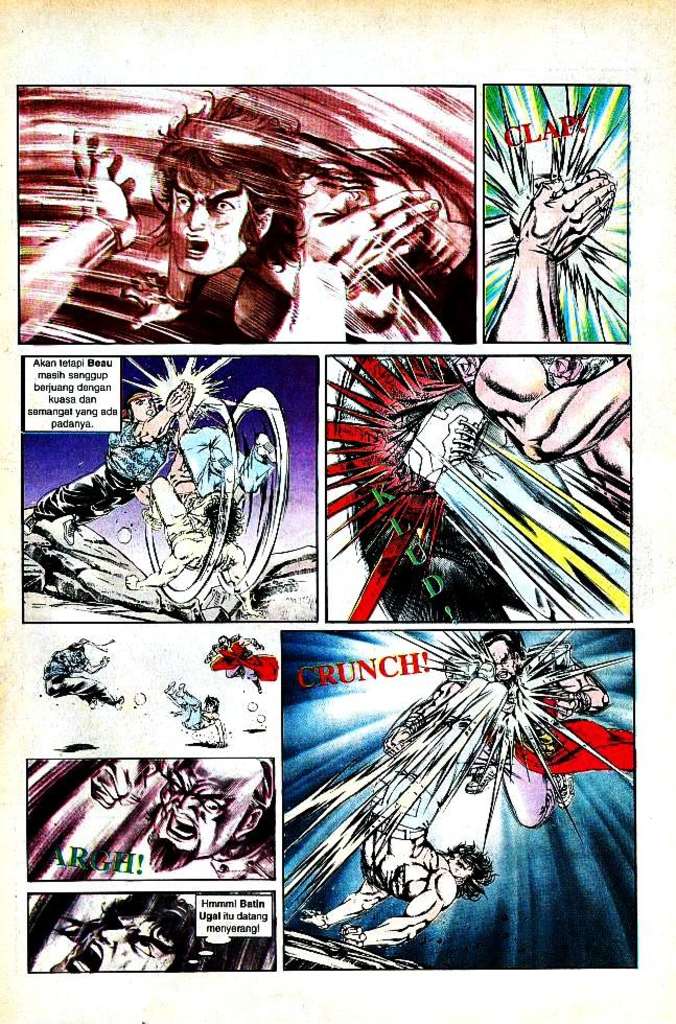 CLAP!
Akan tetapi Beau
masih sanggup
berjuang dengan
kuasa dan
semangat yang ada
padanya.
KLUD!
CRUNCH!
ARGH!
Hmmm! Batin
Ugal itu datang
menyerang!